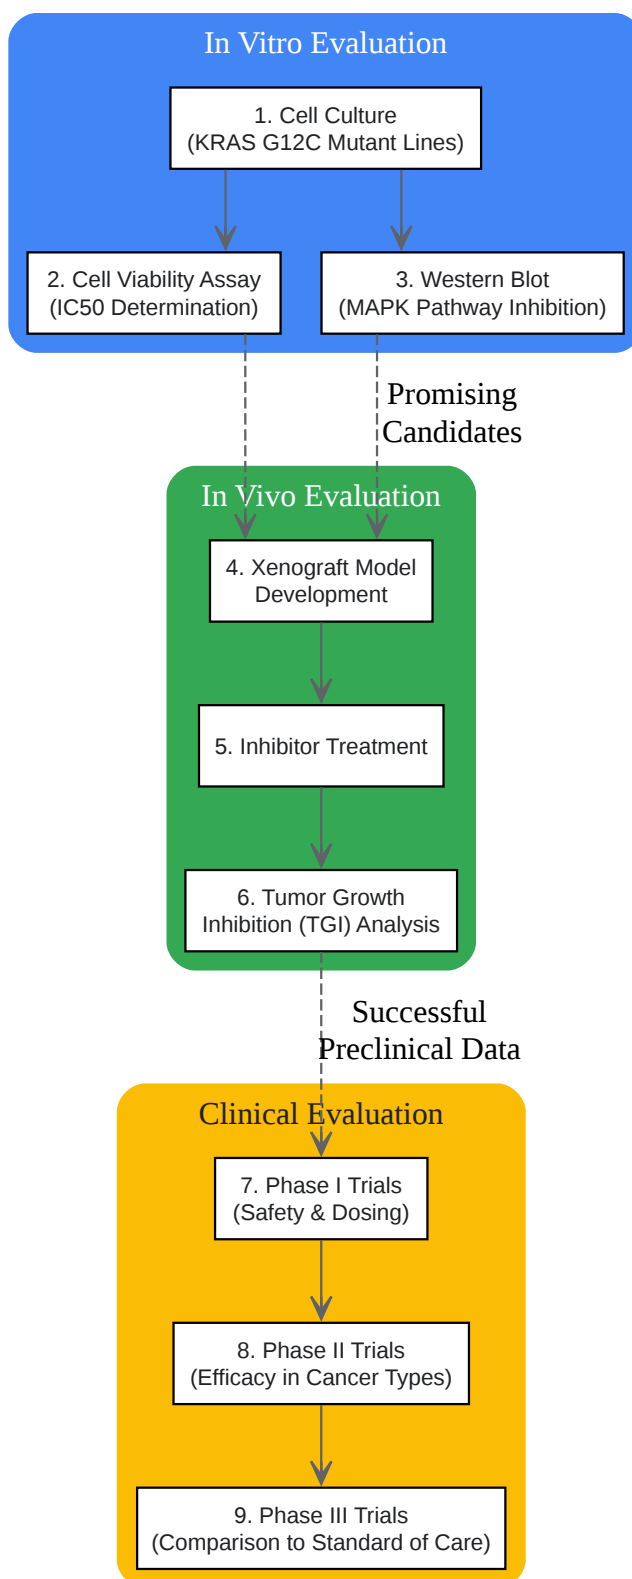 In Vitro Evaluation
1. Cell Culture
(KRAS G12C Mutant Lines)
2. Cell Viability Assay
(IC50 Determination)
3. Western Blot
(MAPK Pathway Inhibition)
Promising
Candidates
In Vivo Evaluation
4. Xenograft Model
Development
5. Inhibitor Treatment
6. Tumor Growth
Inhibition (TGI) Analysis
Successful
Preclinical Data
Clinical Evaluation
7. Phase I Trials
(Safety & Dosing)
8. Phase II Trials
(Efficacy in Cancer Types)
9. Phase III Trials
(Comparison to Standard of Care)